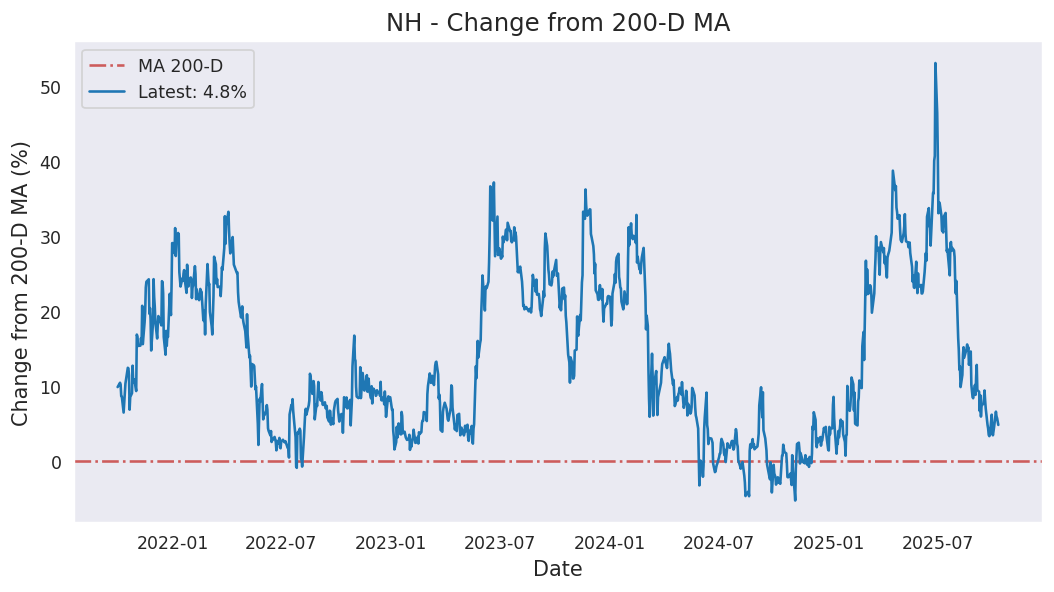 NH - Change from 200-D MA
MA 200-D
Latest: 4.8%
Change from 200-D MA (%)
50
40
30
20
10
0
2022-01
2022-07
2023-01
2023-07
2024-01
2024-07
2025-01
2025-07
Date